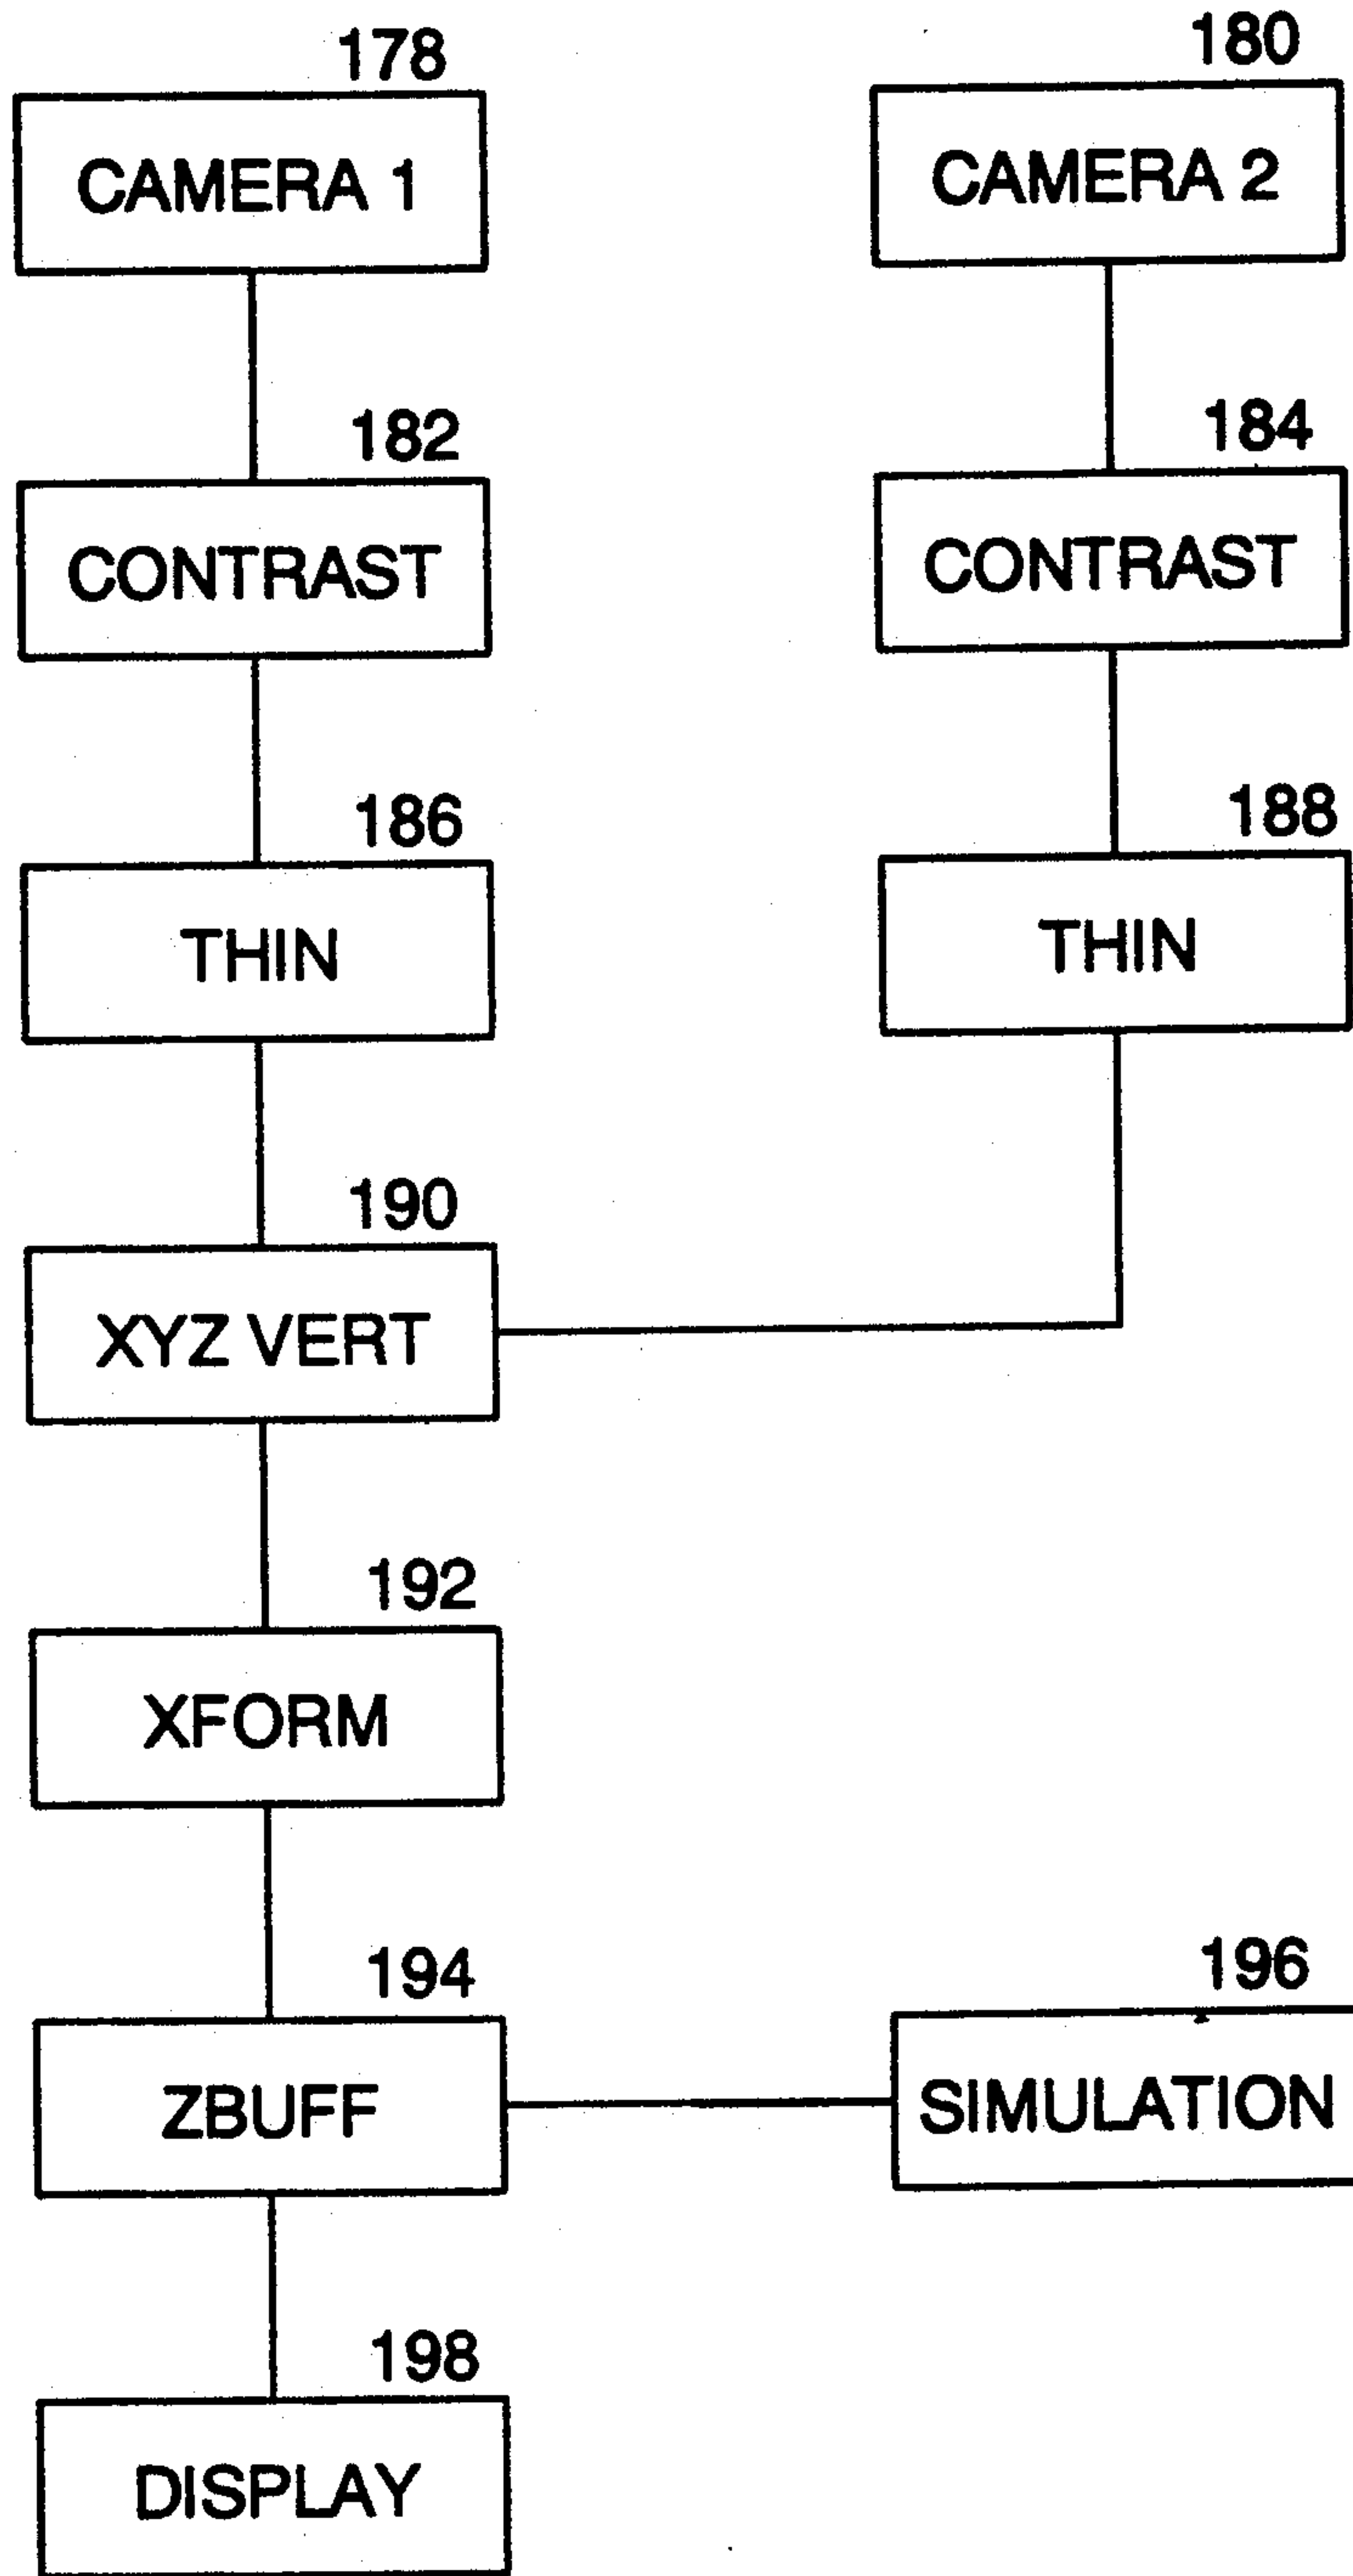 178
CAMERA 1
180
CAMERA 2
182
CONTRAST
184
CONTRAST
186
THIN
188
THIN
190
XYZ VERT
192
XFORM
194
ZBUFF
196
SIMULATION
198
DISPLAY